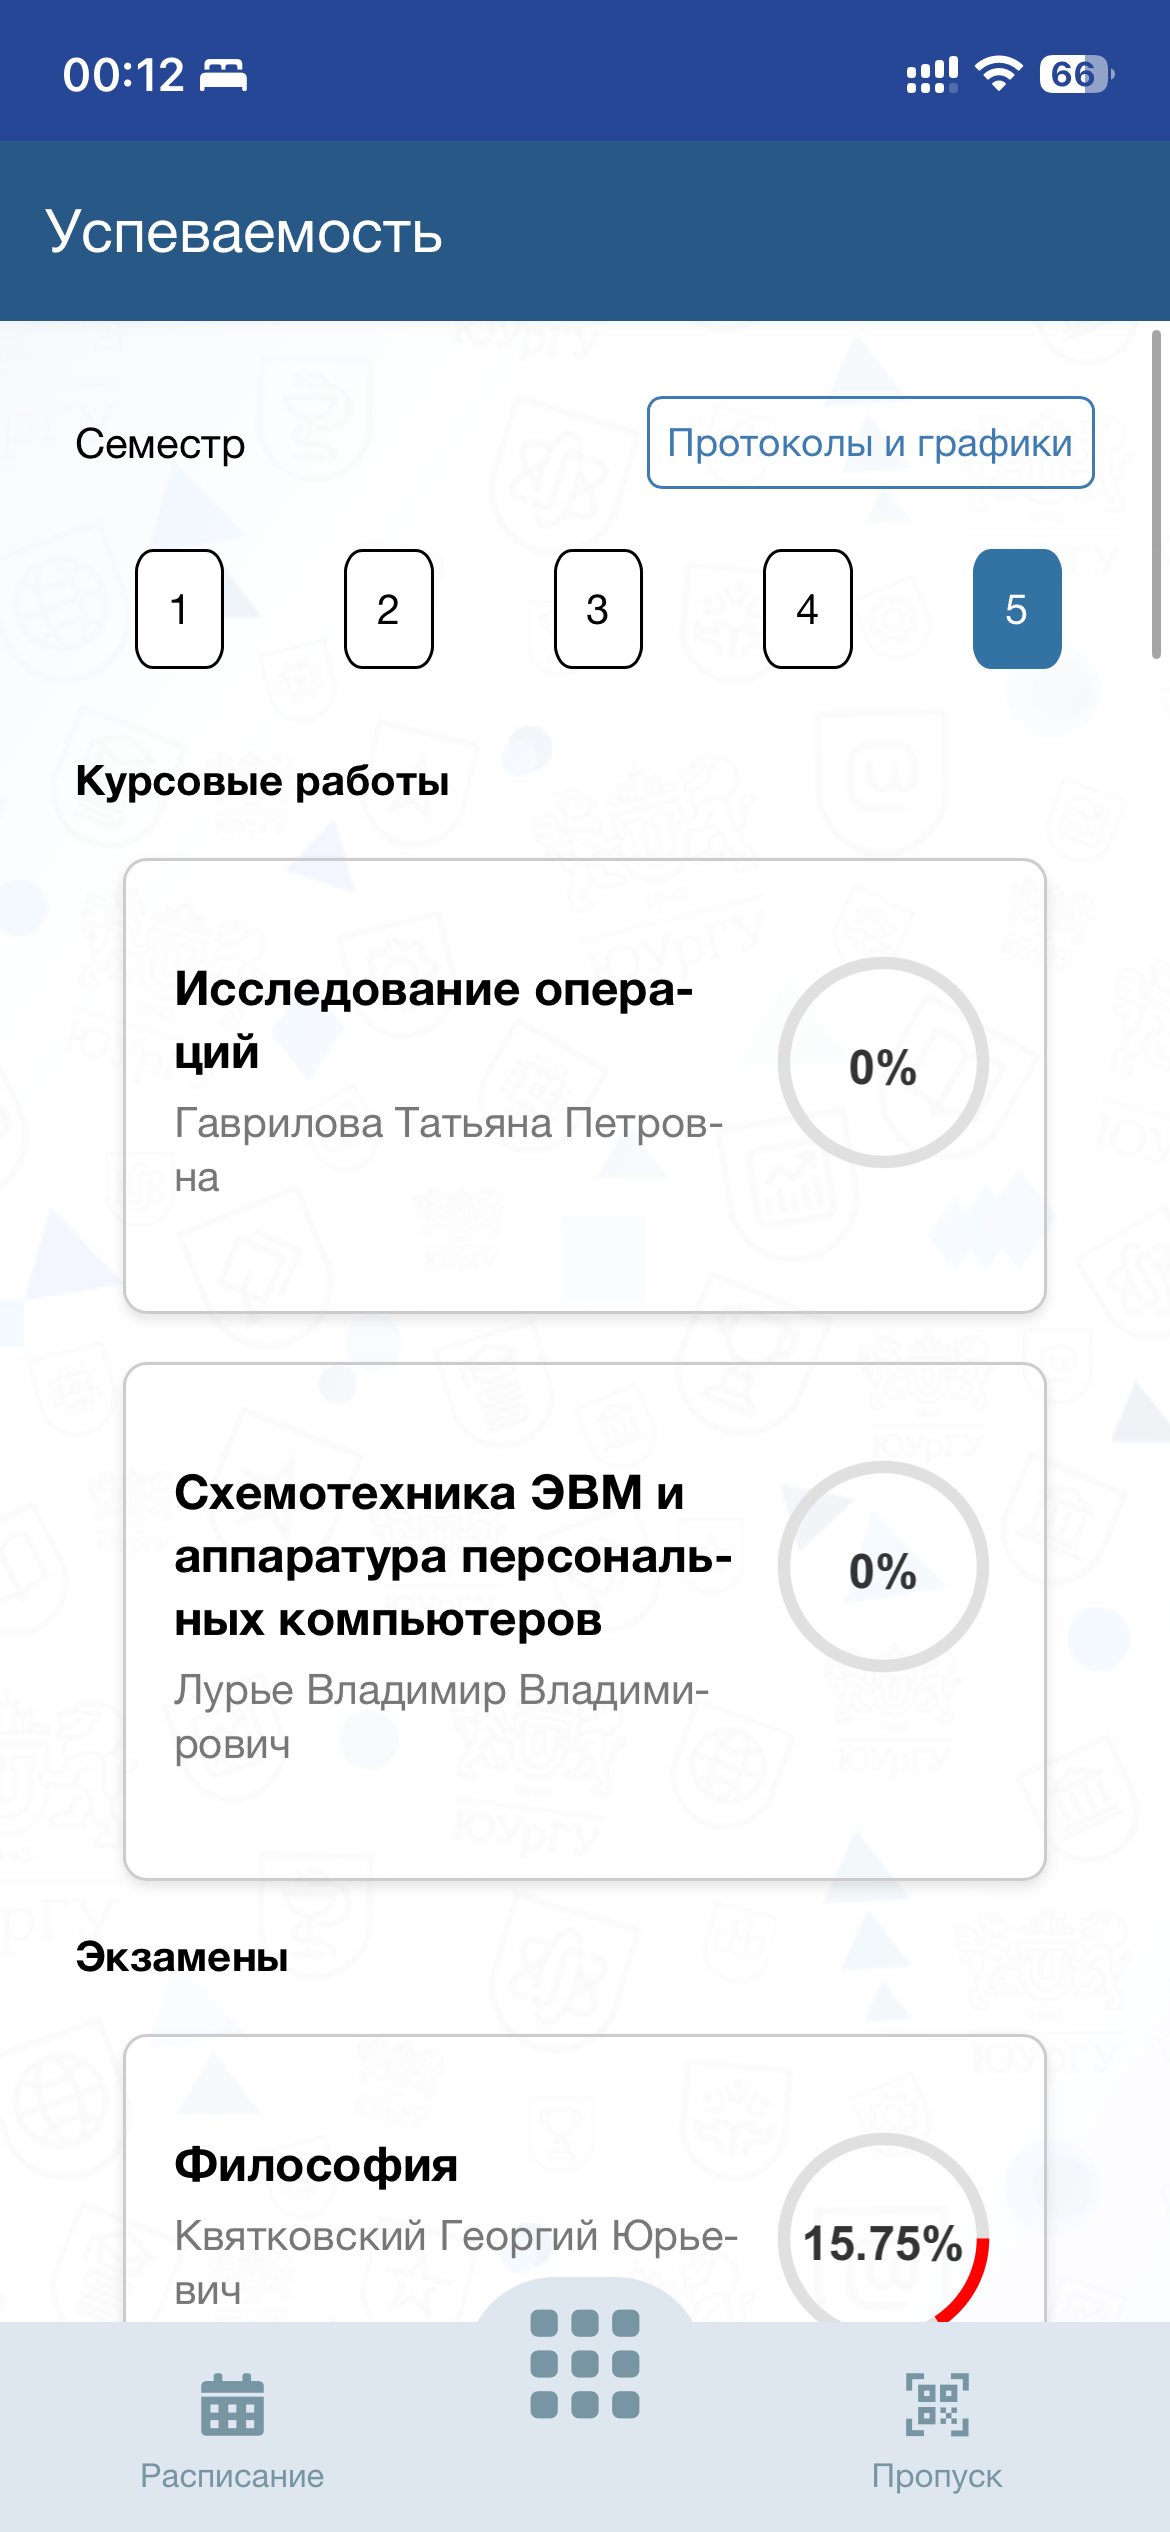 00:12
66
Успеваемость
Семестр
Протоколы и графики
1 2 3 4 5
Курсовые работы
Исследование опера-
ций
Гаврилова Татьяна Петров-
на
0%
Схемотехника ЭВМ и
аппаратура персональ-
ных компьютеров
Лурье Владимир Владими-
рович
0%
Экзамены
Философия
Квятковский Георгий Юрье-
вич
15.75%
Расписание
Пропуск